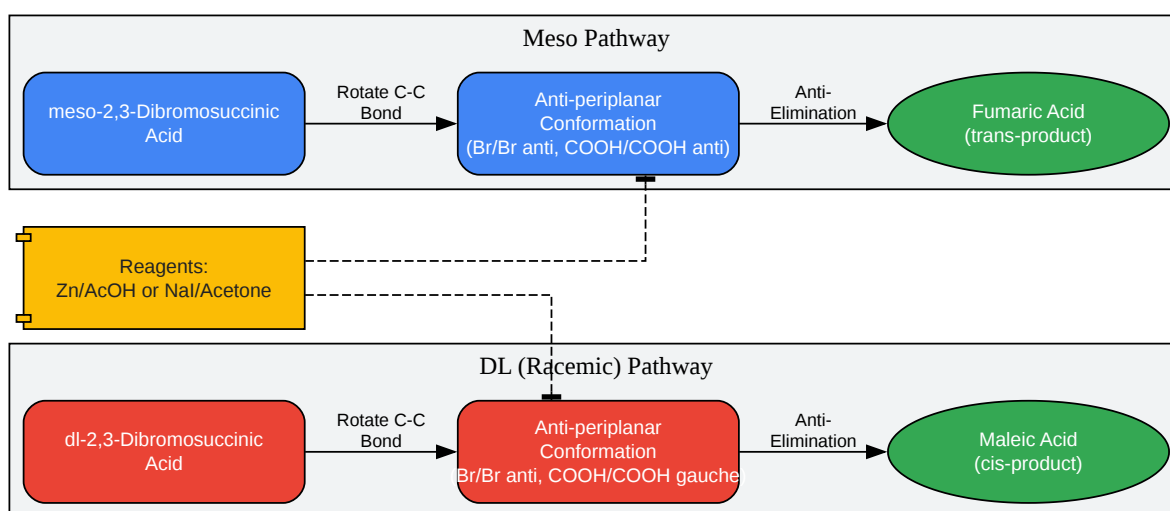 Meso Pathway
meso-2,3-Dibromosuccinic
Acid
Rotate C-C
Bond
Anti-periplanar
Conformation
(Br/Br anti, COOH/COOH anti)
Anti-
Elimination
Fumaric Acid
(trans-product)
Reagents:
Zn/AcOH or NaI/Acetone
DL (Racemic) Pathway
dl-2,3-Dibromosuccinic
Acid
Rotate C-C
Bond
Anti-periplanar
Conformation
(Br/Br anti, COOH/COOH gauche)
Anti-
Elimination
Maleic Acid
(cis-product)